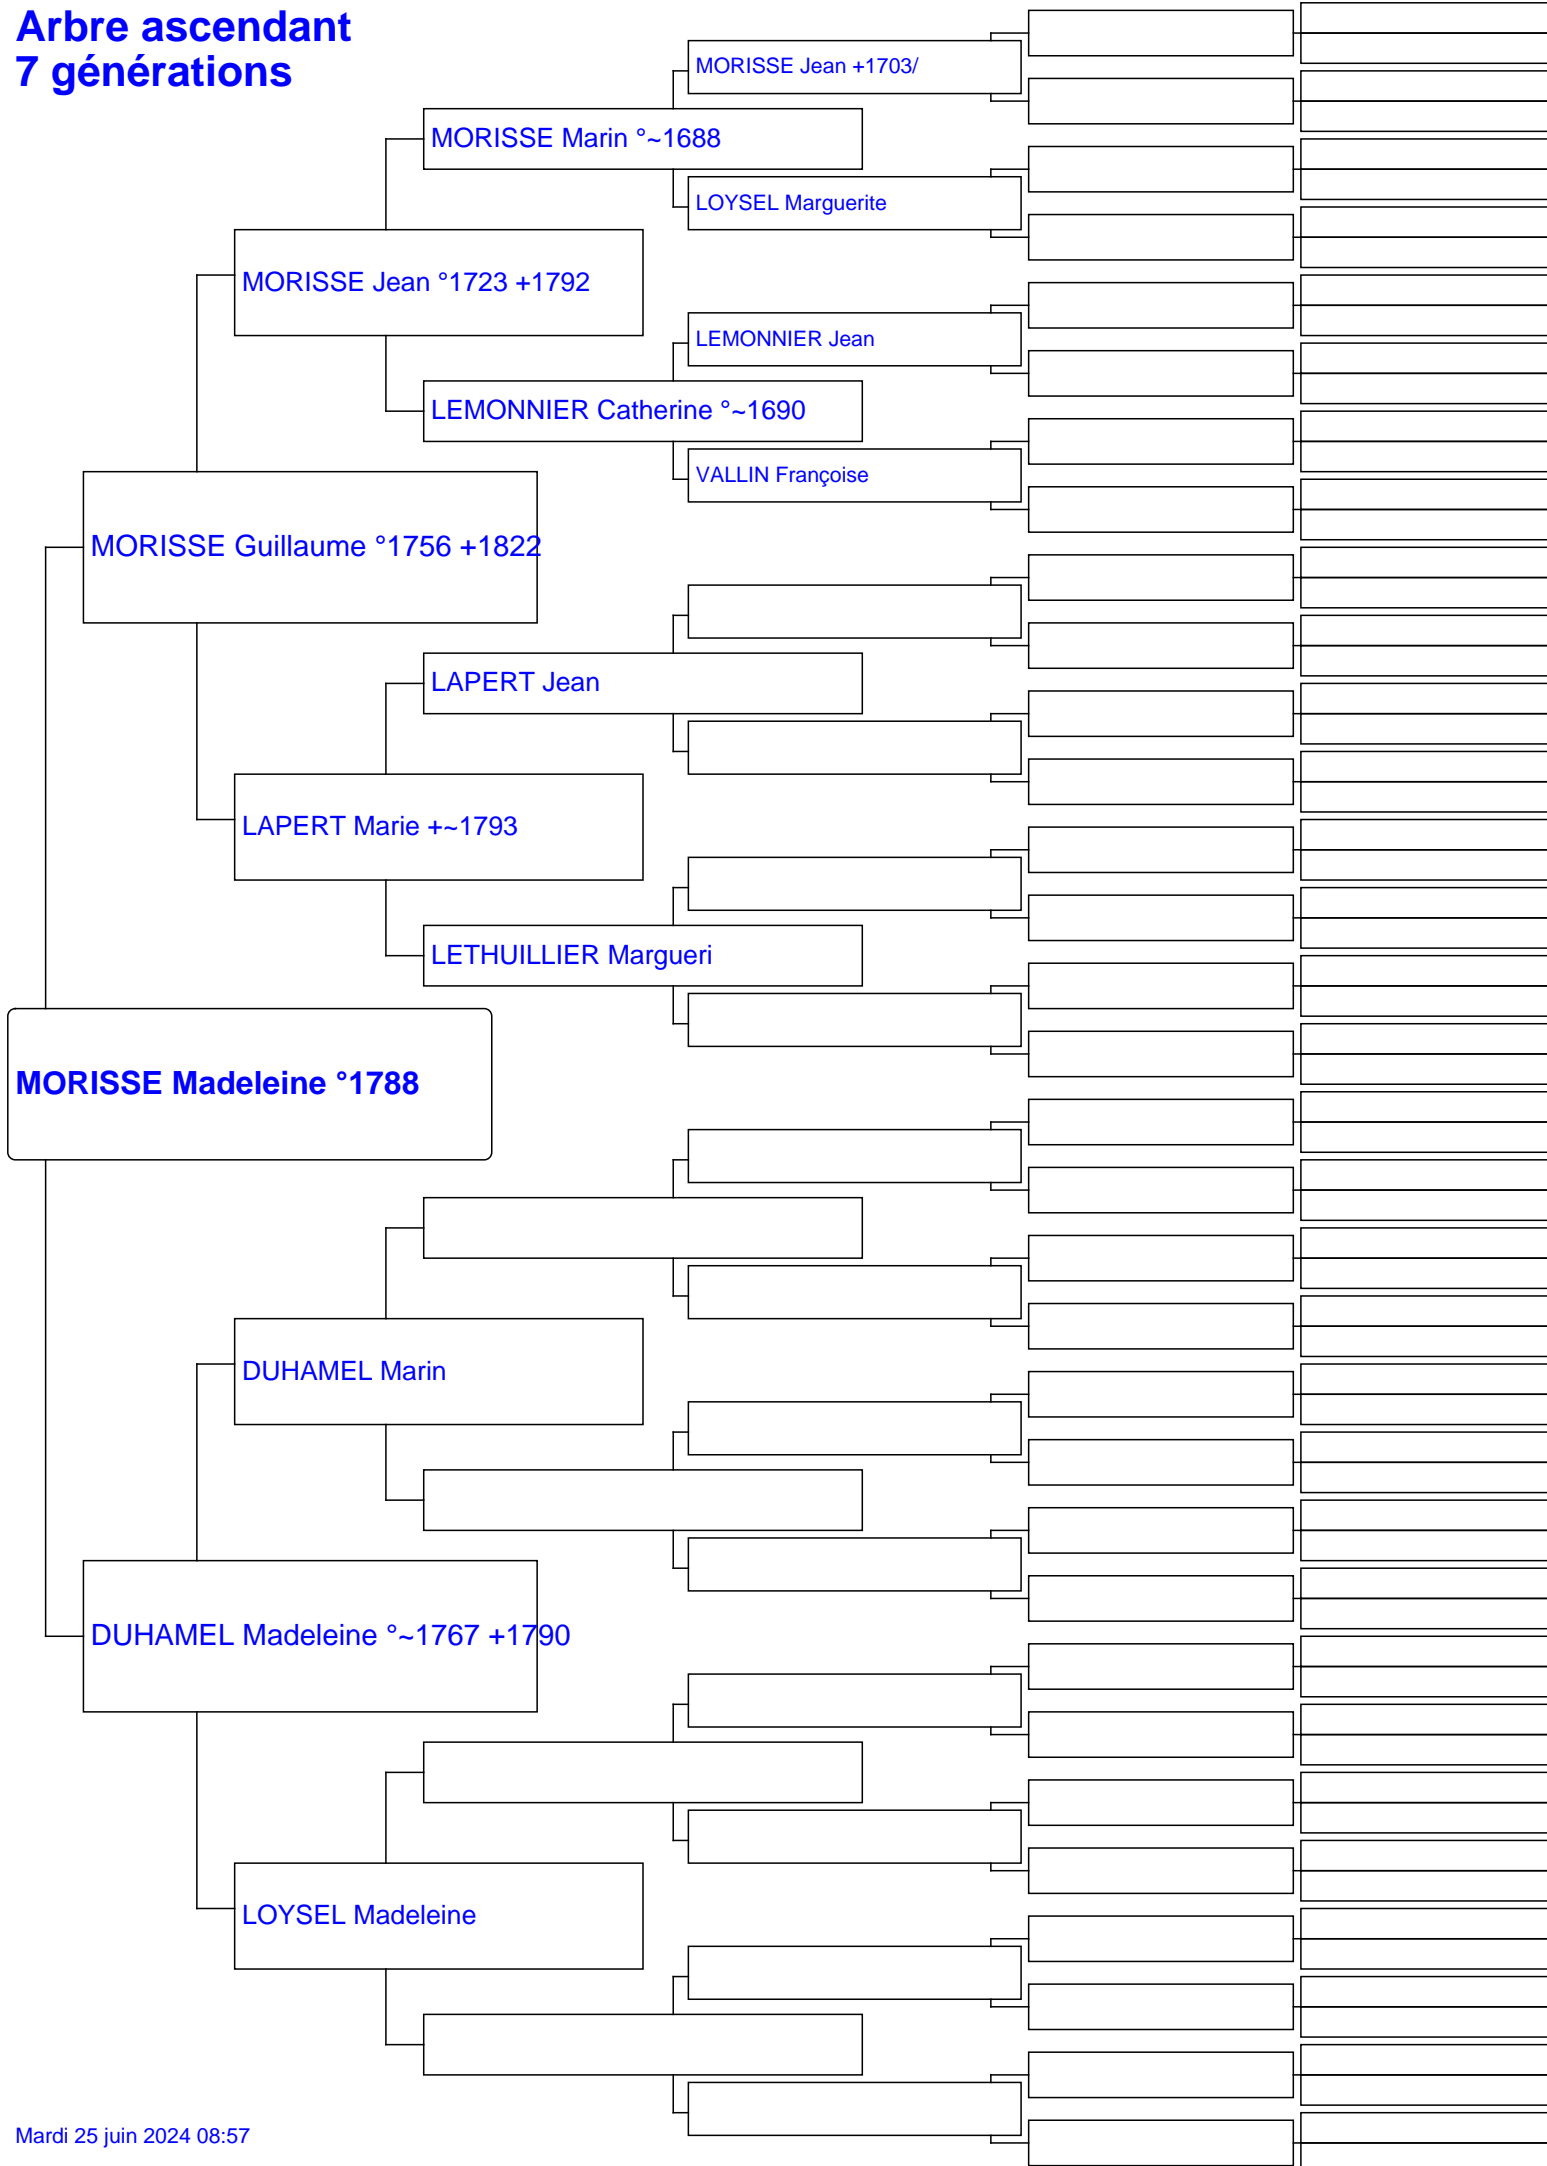 Arbre ascendant
7 générations
MORISSE Jean +1703/
MORISSE Marin °~1688
LOYSEL Marguerite
MORISSE Jean °1723 +1792
LEMONNIER Jean
LEMONNIER Catherine °~1690
VALLIN Françoise
MORISSE Guillaume °1756 +1822
LAPERT Jean
LAPERT Marie +~1793
LETHUILLIER Margueri
MORISSE Madeleine °1788
DUHAMEL Marin
DUHAMEL Madeleine °~1767 +1790
LOYSEL Madeleine
Mardi 25 juin 2024 08:57